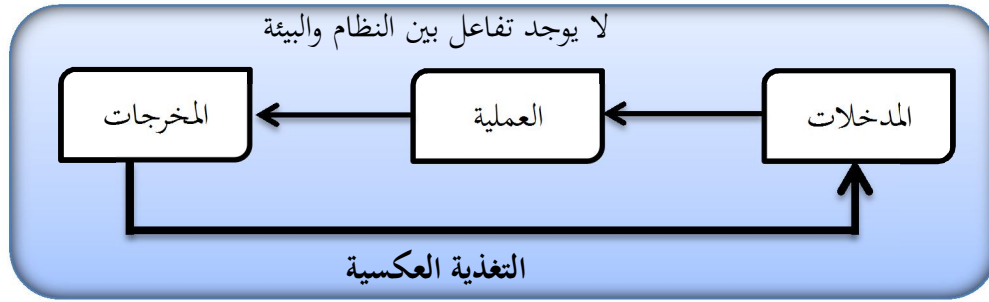 لا يوجد تفاعل بين النظام والبيئة
المدخلات
العملية
المخرجات
التغذية العكسية